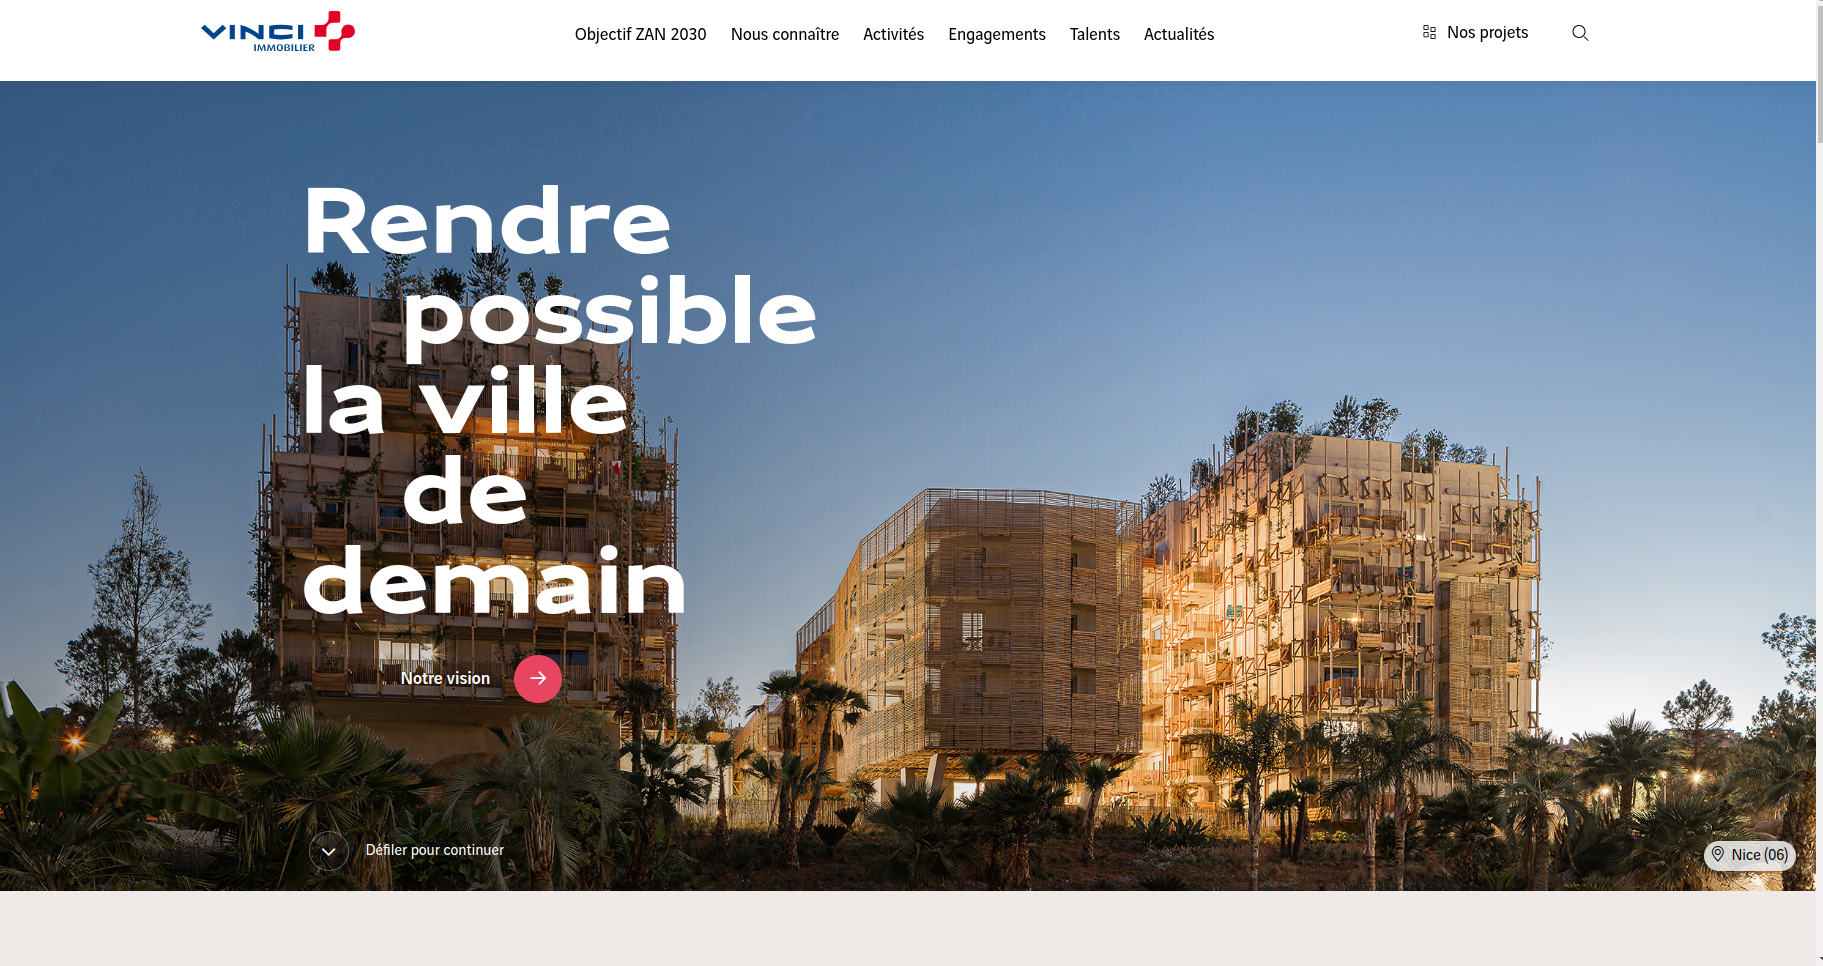 VINCI
IMMOBILIER
Objectif ZAN 2030 Nous connaître Activités Engagements Talents Actualités
Nos projets
Rendre
possible
la ville
de
demain
Notre vision
Défiler pour continuer
Nice (06)